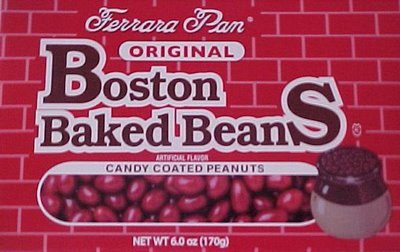 Ferrara Pan®
ORIGINAL
Boston
Baked BeanS ®
ARTIFICIAL FLAVOR
CANDY COATED PEANUTS
NET WT 6.0 oz (170g)